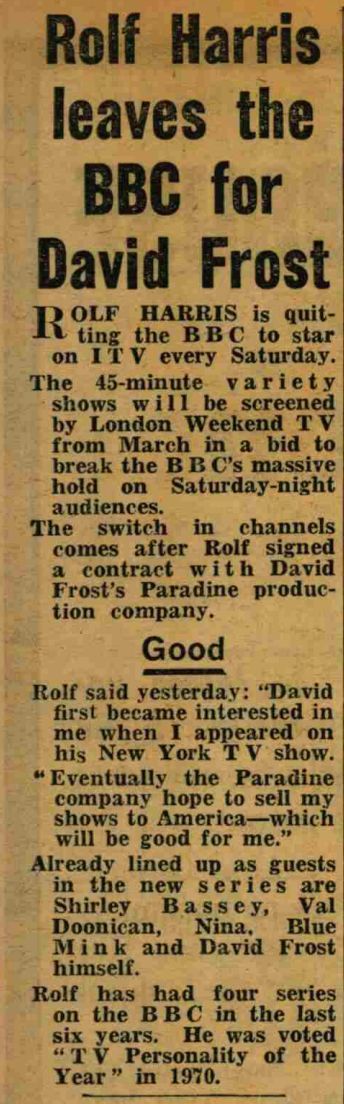 Rolf Harris
leaves the
BBC for
David Frost
ROLF HARRIS is quit-
ting the BBC to star
on ITV every Saturday.
The 45-minute variety
shows will be screened
by London Weekend TV
from March in a bid to
break the BBC's massive
hold on Saturday-night
audiences.
The switch in channels
comes after Rolf signed
a contract with David
Frost's Paradine produc-
tion company.
Good
Rolf said yesterday: "David
first became interested in
me when I appeared on
his New York TV show.
"Eventually the Paradine
company hope to sell my
shows to America—which
will be good for me."
Already lined up as guests
in the new series are
Shirley Bassey, Val
Doonican, Nina, Blue
Mink and David Frost
himself.
Rolf has had four series
on the BBC in the last
six years. He was voted
"TV Personality of the
Year" in 1970.